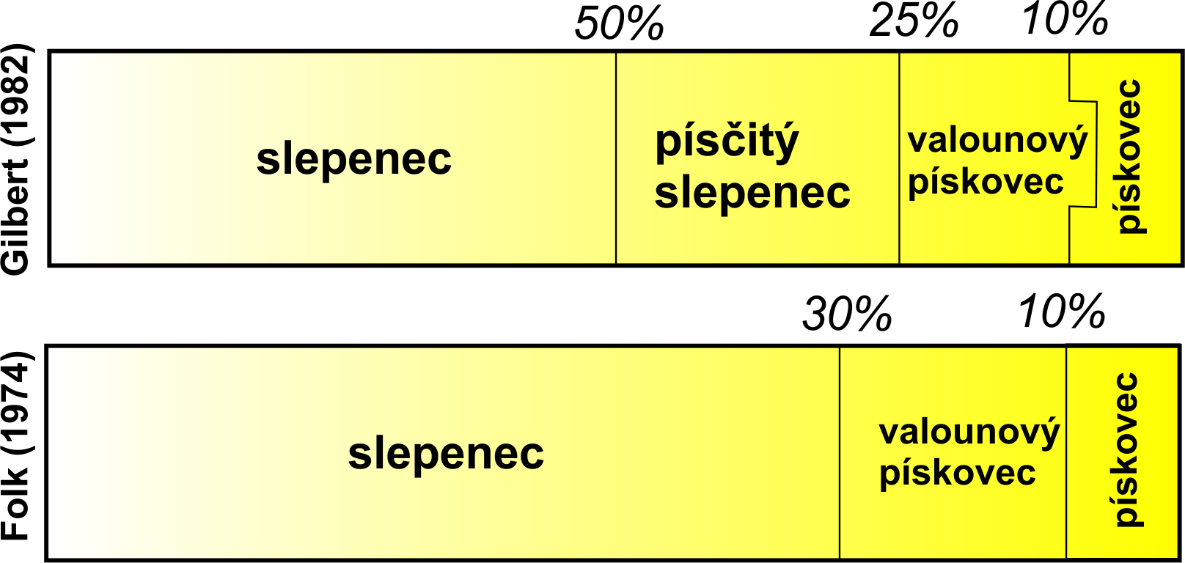 50% 25% 10%
Gilbert (1982)
slepenec
písčitý
slepenec
valounový
pískovec
pískovec
30% 10%
Folk (1974)
slepenec
valounový
pískovec
pískovec